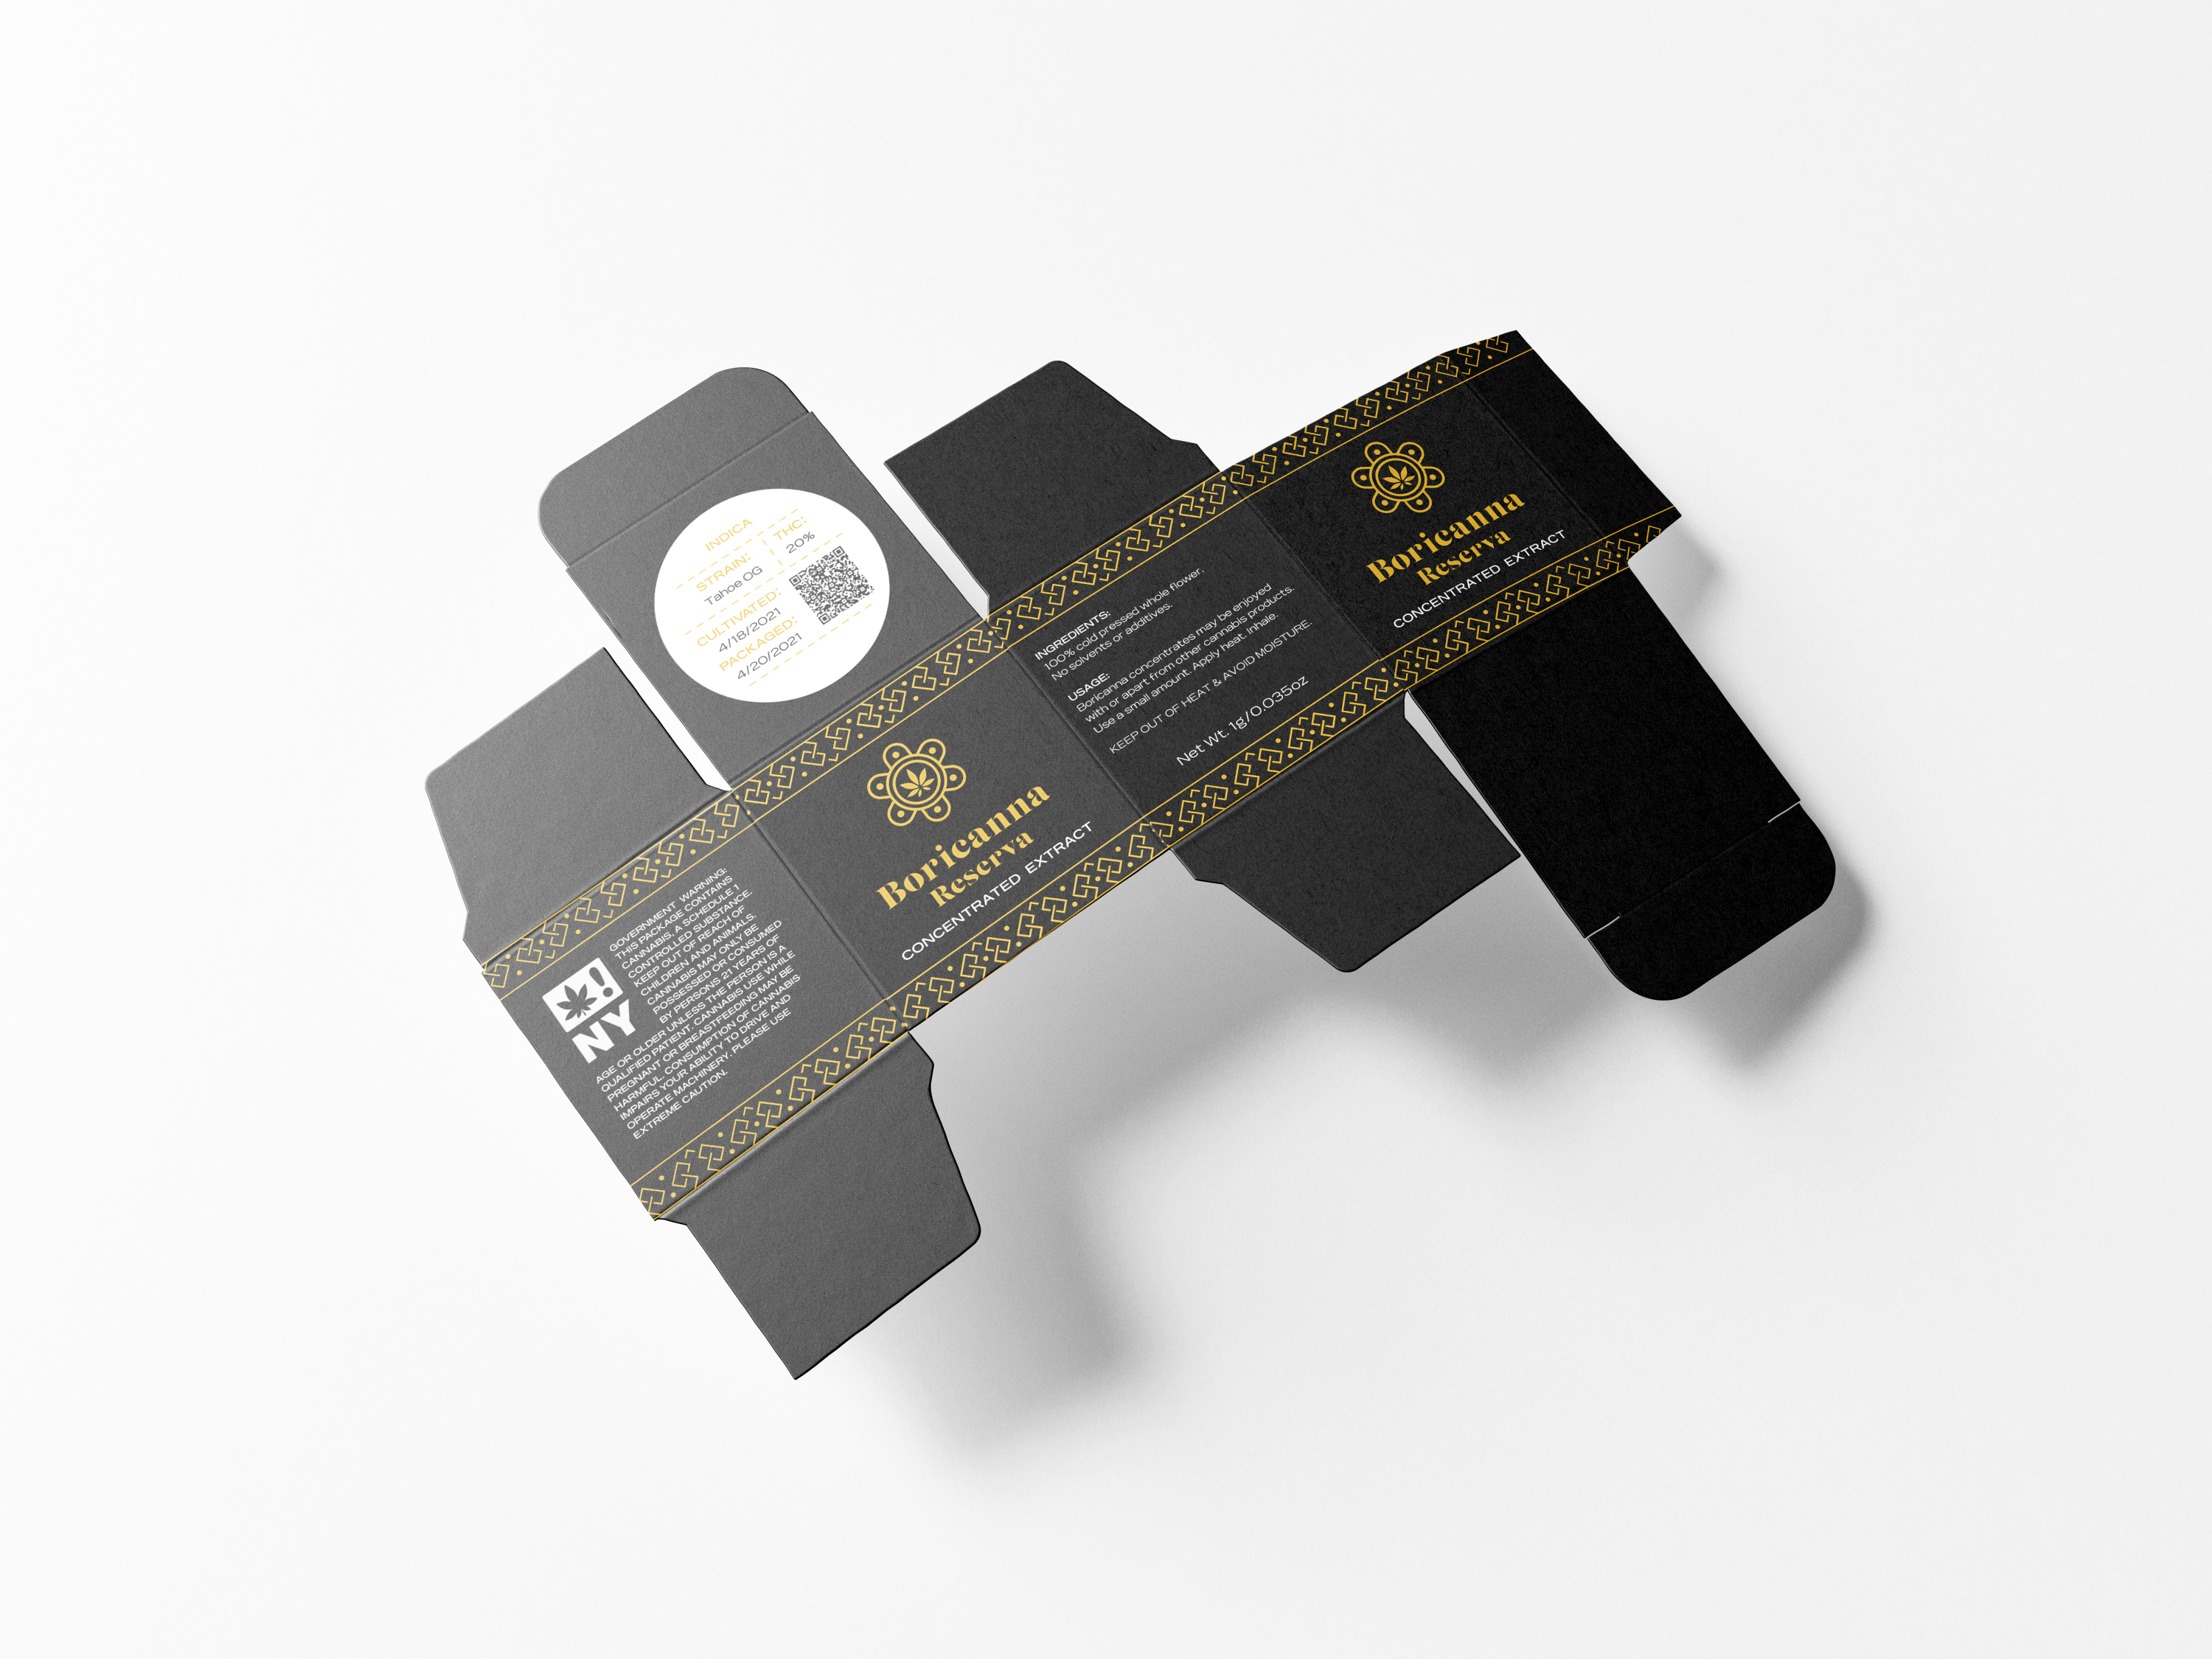 INDICA
STRAIN:
Tahoe OG
THC:
20%
CULTIVATED:
4/18/2021
PACKAGED:
4/20/2021
GOVERNMENT WARNING:
THIS PACKAGE CONTAINS
CANNABIS, A SCHEDULE 1
CONTROLLED SUBSTANCE.
KEEP OUT OF REACH OF
CHILDREN AND ANIMALS.
CANNABIS MAY ONLY BE
POSSESSED OR CONSUMED
BY PERSONS 21 YEARS OF
AGE OR OLDER UNLESS THE PERSON IS A
QUALIFIED PATIENT. CANNABIS USE WHILE
PREGNANT OR BREASTFEEDING MAY BE
HARMFUL. CONSUMPTION OF CANNABIS
IMPAIRS YOUR ABILITY TO DRIVE AND
OPERATE MACHINERY. PLEASE USE
EXTREME CAUTION.
!
NY
Boricanna
Reserva
CONCENTRATED EXTRACT
INGREDIENTS:
100% cold pressed whole flower.
No solvents or additives.
USAGE:
Boricanna concentrates may be enjoyed
with or apart from other cannabis products.
Use a small amount. Apply heat. Inhale.
KEEP OUT OF HEAT & AVOID MOISTURE.
Net Wt. 1g/0.035oz
Boricanna
Reserva
CONCENTRATED EXTRACT